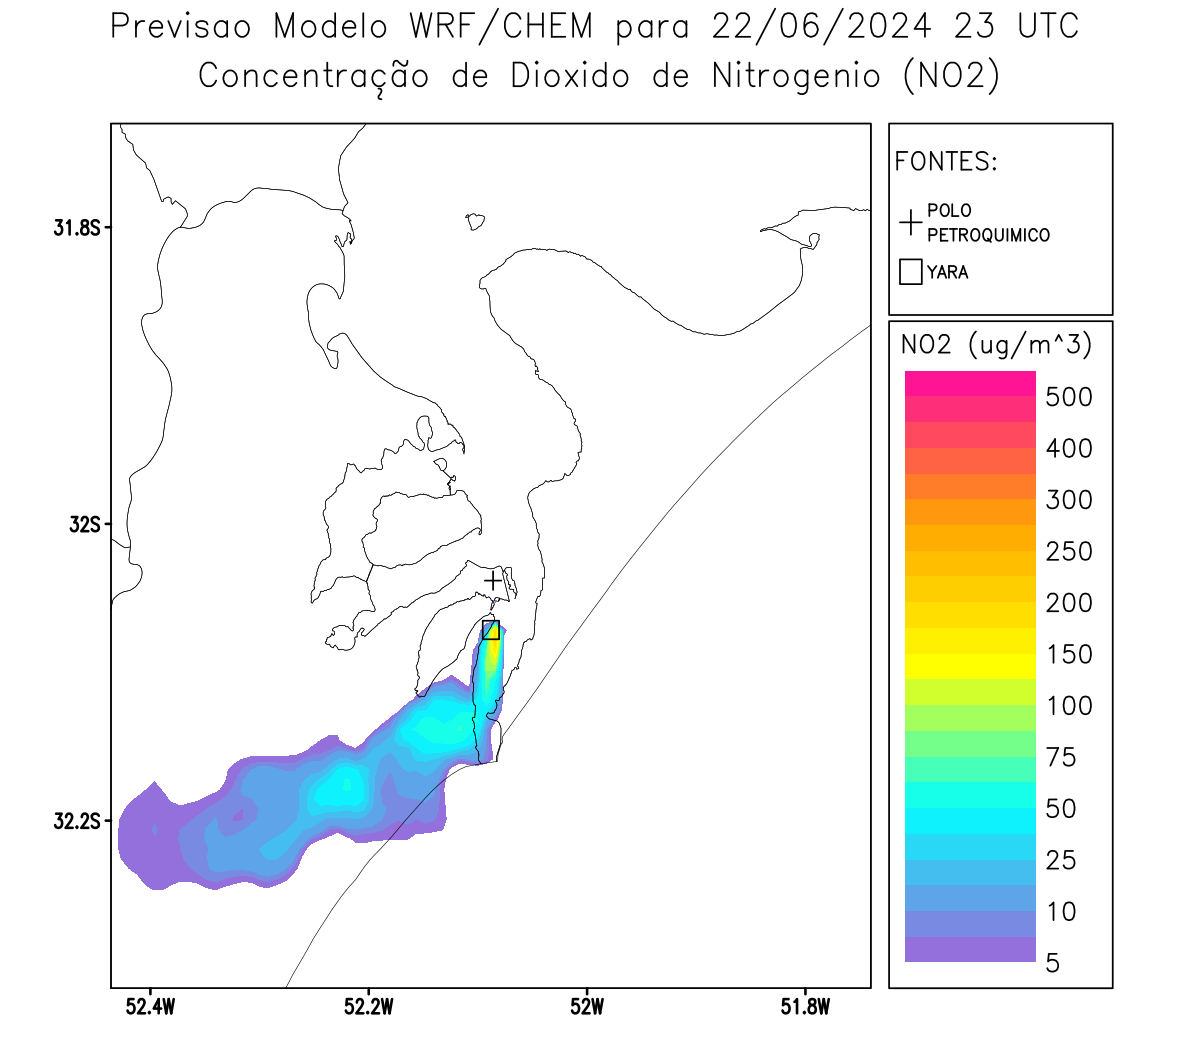 Previsao Modelo WRF/CHEM para 22/06/2024 23 UTC
Concentração de Dioxido de Nitrogenio (NO2)
FONTES:
POLO
PETROQUIMICO
YARA
NO2 (ug/m^3)
500
400
300
250
200
150
100
75
50
25
10
5
31.8S
32S
32.2S
52.4W
52.2W
52W
51.8W